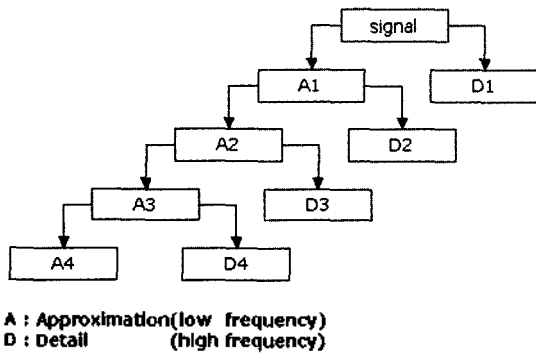 signal
A1
D1
A2
D2
A3
D3
A4
D4
A : Approximation(low frequency)
D : Detail (high frequency)